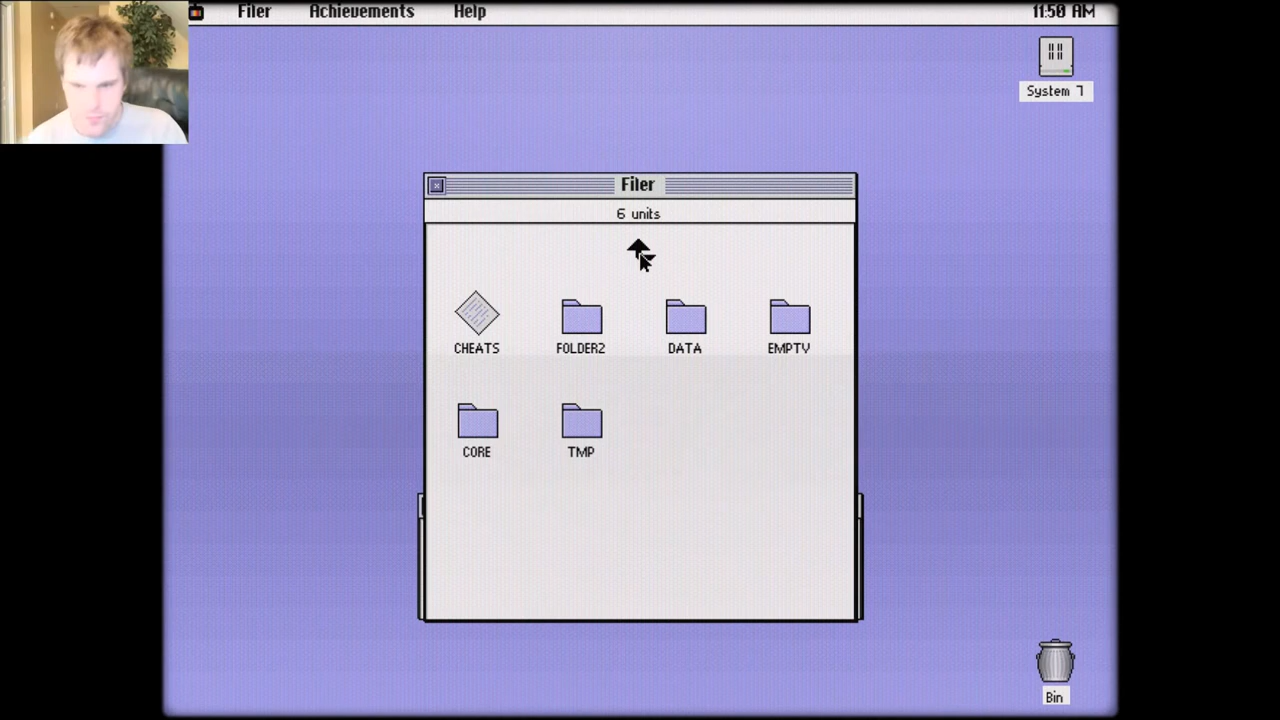 Filer Achievements Help 11:50 AM
System 7
Filer
6 units
CHEATS FOLDER2 DATA EMPTY
CORE TMP
Bin